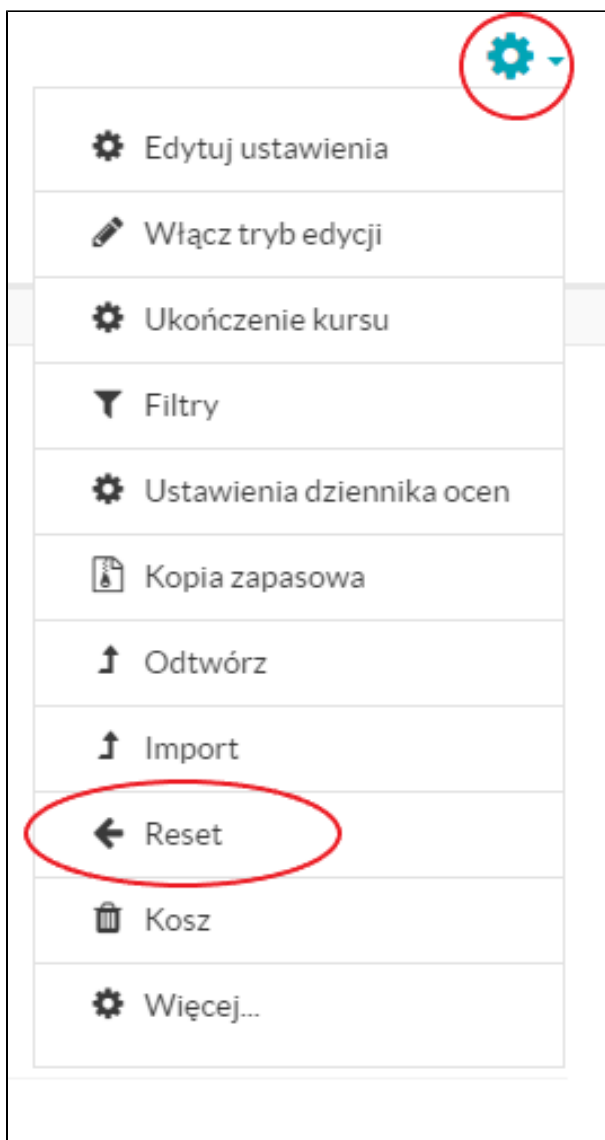 Edytuj ustawienia
Włącz tryb edycji
Ukończenie kursu
Filtry
Ustawienia dziennika ocen
Kopia zapasowa
Odtwórz
Import
Reset
Kosz
Więcej...